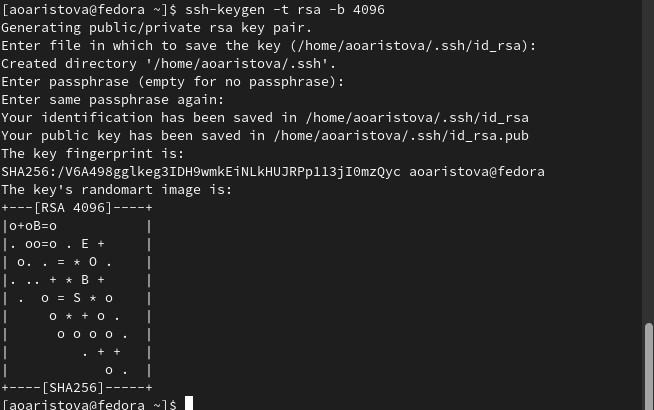 [aoaristova@fedora ~]$ ssh-keygen -t rsa -b 4096
Generating public/private rsa key pair.
Enter file in which to save the key (/home/aoaristova/.ssh/id_rsa):
Created directory '/home/aoaristova/.ssh'.
Enter passphrase (empty for no passphrase):
Enter same passphrase again:
Your identification has been saved in /home/aoaristova/.ssh/id_rsa
Your public key has been saved in /home/aoaristova/.ssh/id_rsa.pub
The key fingerprint is:
SHA256:/V6A498gglkeg3IDH9wmkEiNLkHUJRPp113jI0mzQyc aoaristova@fedora
The key's randomart image is:
+---[RSA 4096]----+
|o+oB=o           |
|. oo=o . E +     |
| o. . = * O .    |
|. .. + * B +     |
| .  o = S * o    |
|     o * + o .   |
|      o o o o .  |
|         . + +   |
|            o .  |
+----[SHA256]-----+
[aoaristova@fedora ~]$